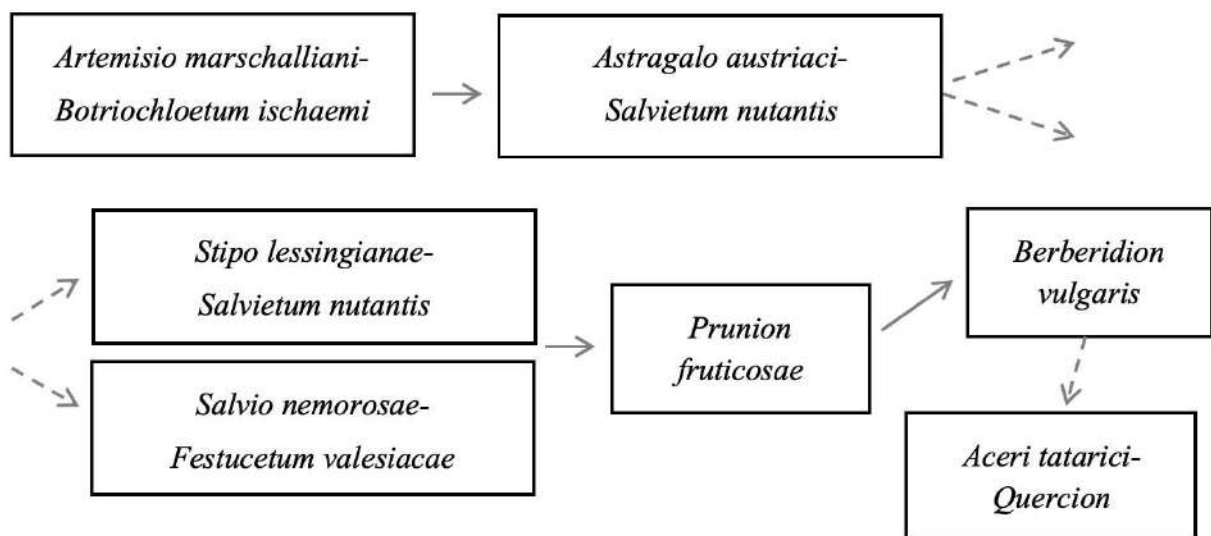 Artemisio marschalliani-
Botriochloetum ischaemi
Astragalo austriaci-
Salvietum nutantis
Stipo lessingianae-
Salvietum nutantis
Salvio nemorosae-
Festucetum valesiacae
Prunion
fruticosae
Berberidion
vulgaris
Aceri tatarici-
Quercion